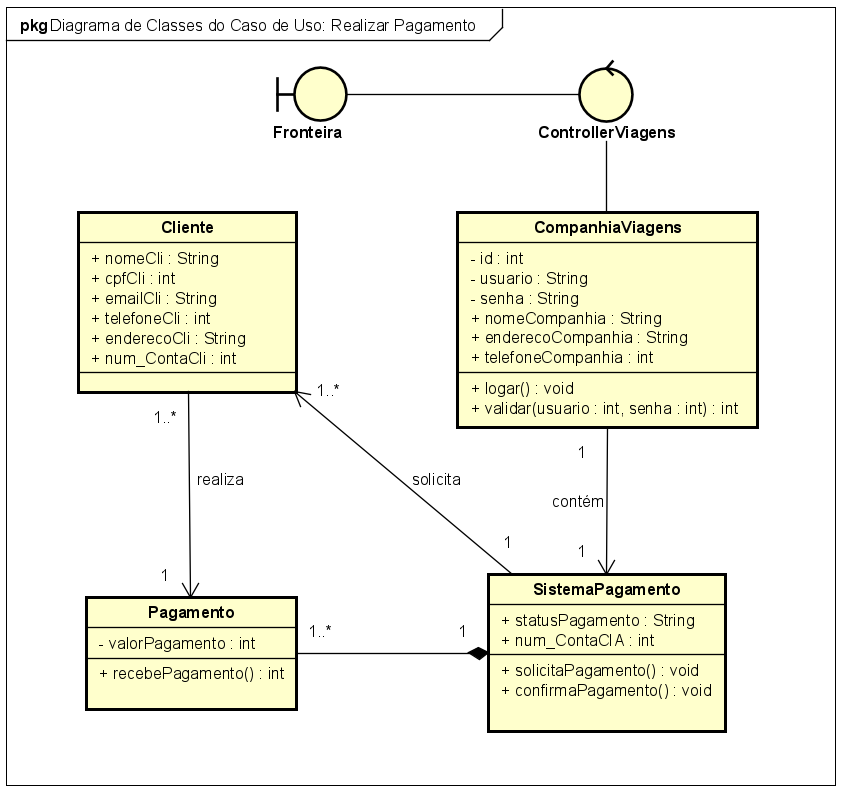 pkg Diagrama de Classes do Caso de Uso: Realizar Pagamento
Fronteira
ControllerViagens
Cliente
+ nomeCli : String
+ cpfCli : int
+ emailCli : String
+ telefoneCli : int
+ enderecoCli : String
+ num_ContaCli : int
CompanhiaViagens
- id : int
- usuario : String
- senha : String
+ nomeCompanhia : String
+ enderecoCompanhia : String
+ telefoneCompanhia : int
+ logar() : void
+ validar(usuario : int, senha : int) : int
1..*
1..*
1
realiza
solicita
contém
1
1
1
Pagamento
- valorPagamento : int
+ recebePagamento() : int
1..*
1
SistemaPagamento
+ statusPagamento : String
+ num_ContaCIA : int
+ solicitaPagamento() : void
+ confirmaPagamento() : void